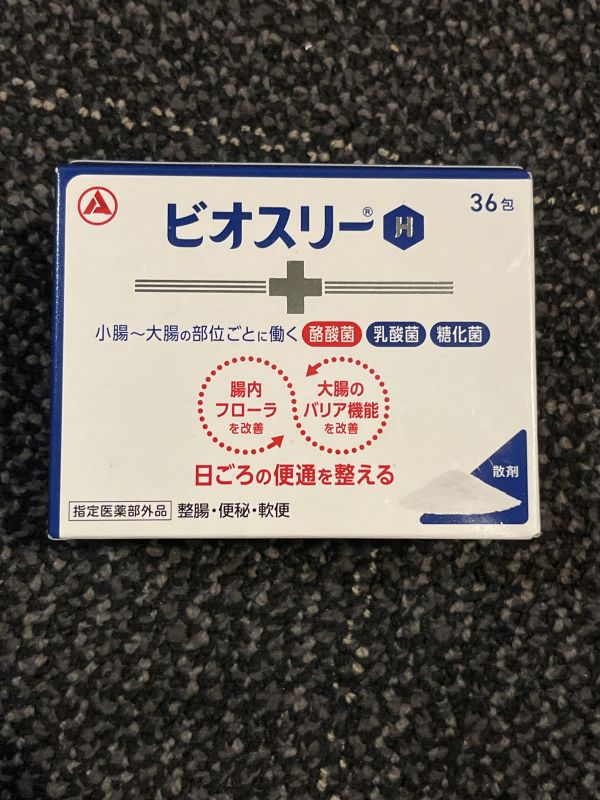 ビオスリー® H
36包
小腸～大腸の部位ごとに働く 酪酸菌 乳酸菌 糖化菌
腸内
フローラ
を改善
大腸の
バリア機能
を改善
日ごろの便通を整える
散剤
指定医薬部外品 整腸・便秘・軟便